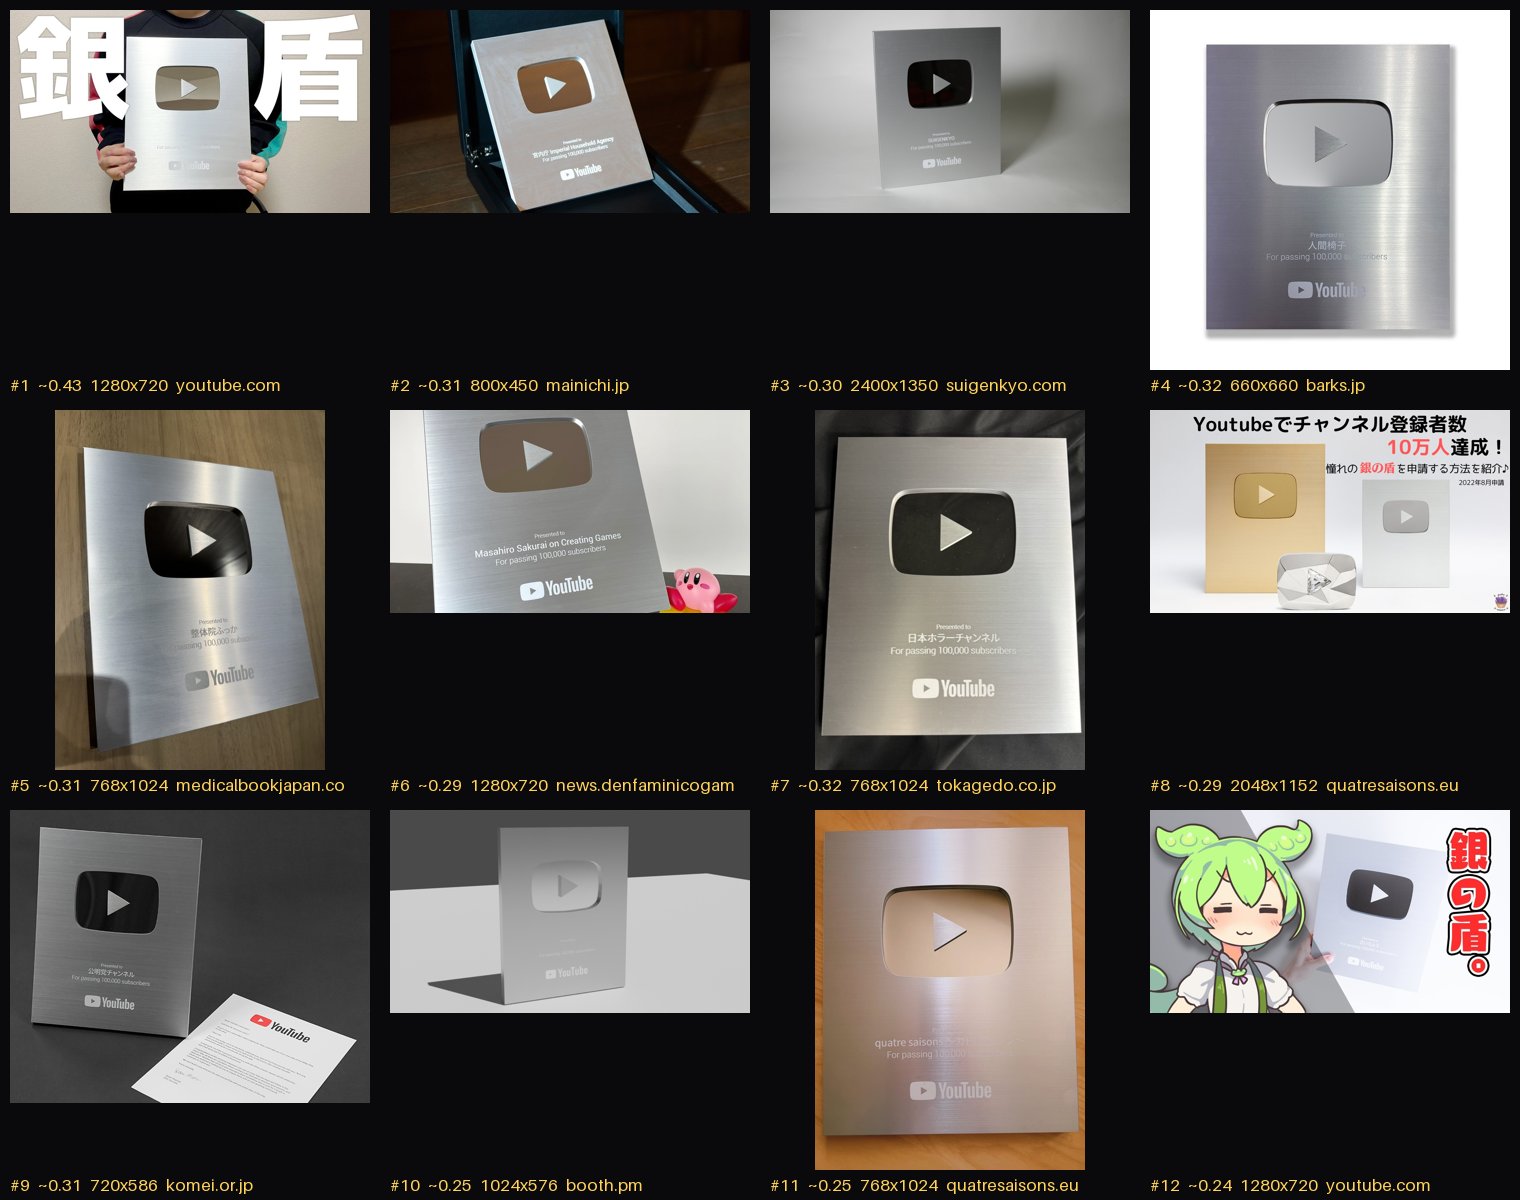 銀 盾
YouTube
#1 ~0.43 1280x720 youtube.com
Presented to
宮内庁 Imperial Household Agency
For passing 100,000 subscribers
YouTube
#2 ~0.31 800x450 mainichi.jp
Presented to
SUIGENKYO
For passing 100,000 subscribers
YouTube
#3 ~0.30 2400x1350 suigenkyo.com
Presented to
人間椅子
For passing 100,000 subscribers
YouTube
#4 ~0.32 660x660 barks.jp
Presented to
整体院ふっか
For passing 100,000
YouTube
#5 ~0.31 768x1024 medicalbookjapan.co
Presented to
Masahiro Sakurai on Creating Games
For passing 100,000 subscribers
YouTube
#6 ~0.29 1280x720 news.denfaminicogam
Presented to
日本ホラーチャンネル
For passing 100,000 subscribers
YouTube
#7 ~0.32 768x1024 tokagedo.co.jp
Youtubeでチャンネル登録者数
10万人達成！
憧れの銀の盾を申請する方法を紹介♪
2022年8月申請
#8 ~0.29 2048x1152 quatresaisons.eu
Presented to
公明党チャンネル
For passing 100,000 subscribers
YouTube
YouTube
#9 ~0.31 720x586 komei.or.jp
YouTube
#10 ~0.25 1024x576 booth.pm
quatre saisons
For passing 100,000 subscribers
YouTube
#11 ~0.25 768x1024 quatresaisons.eu
銀の盾。
YouTube
#12 ~0.24 1280x720 youtube.com